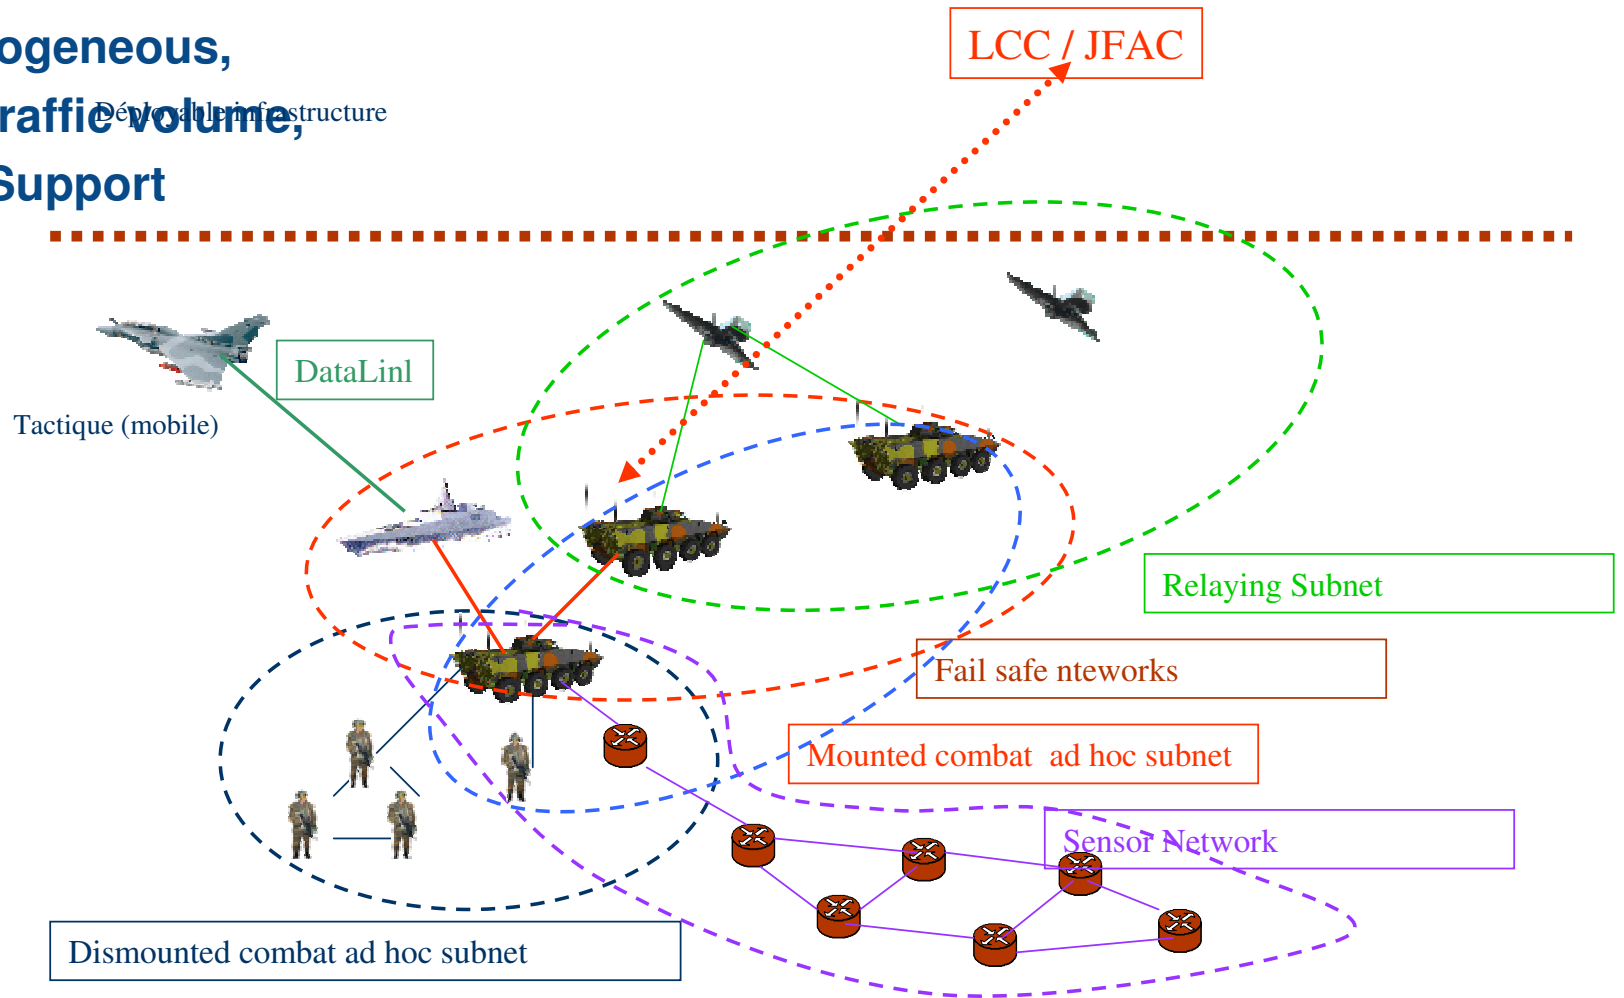 ogeneous,
LCC / JFAC
raffic volume,
Déployable infrastructure
Support
DataLinl
Tactique (mobile)
Relaying Subnet
Fail safe nteworks
Mounted combat ad hoc subnet
Sensor Network
Dismounted combat ad hoc subnet